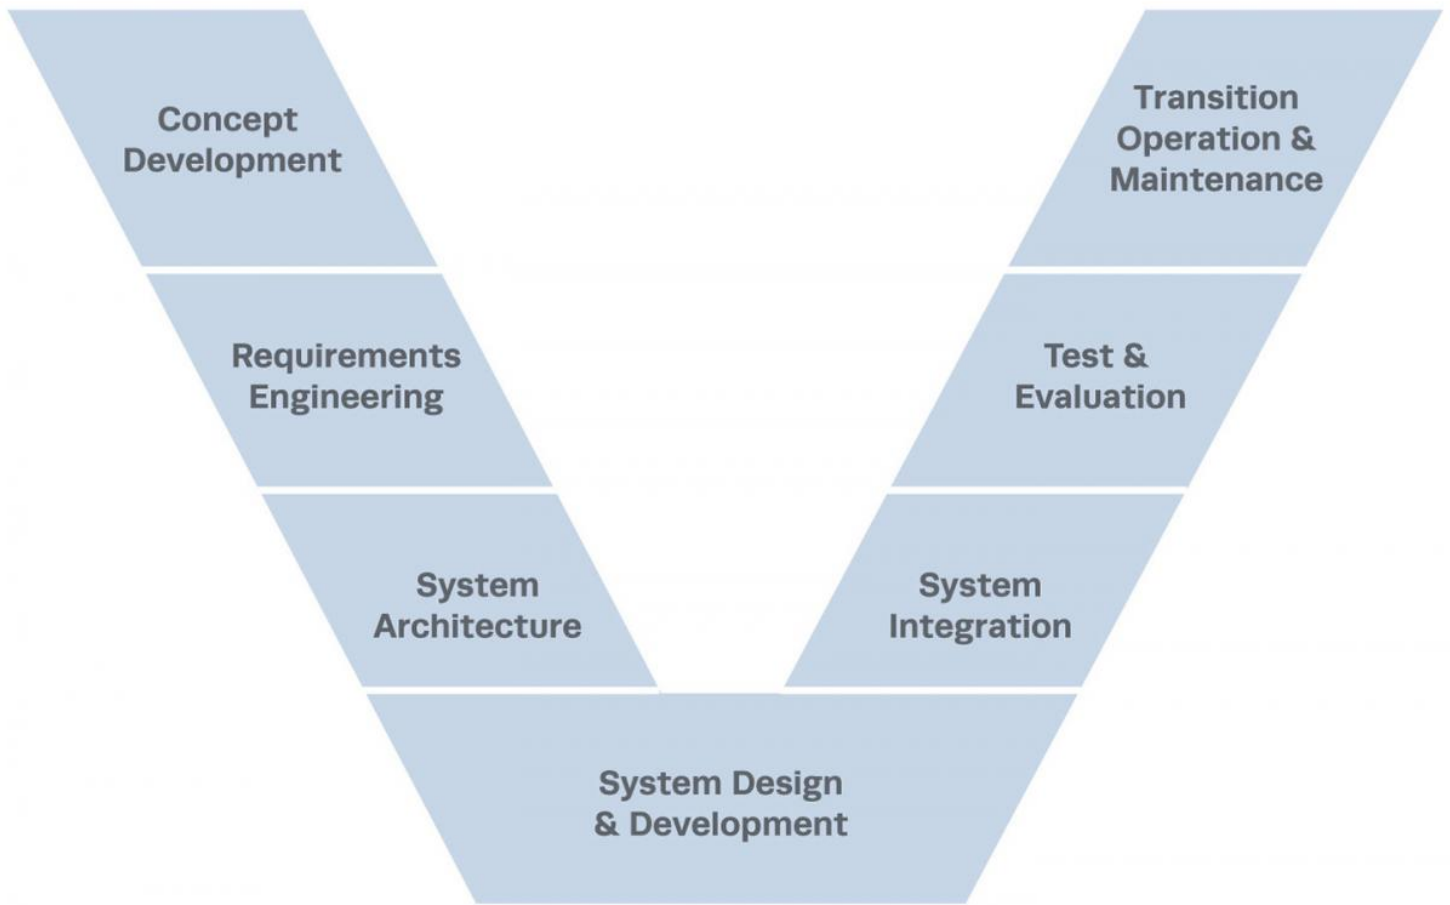 Concept
Development
Requirements
Engineering
System
Architecture
System Design
& Development
System
Integration
Test &
Evaluation
Transition
Operation &
Maintenance